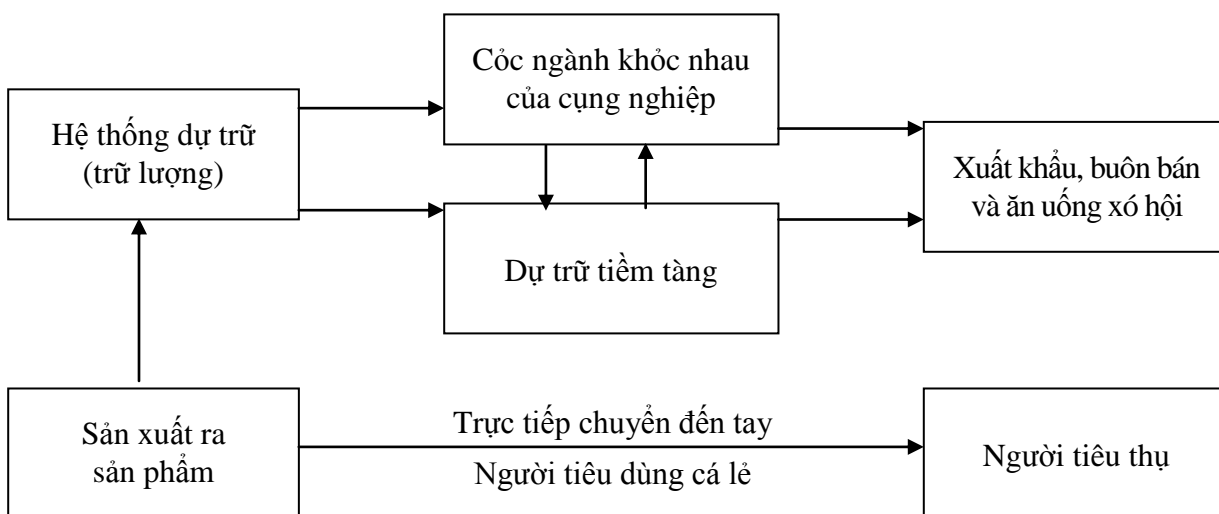 Cỏc ngành khỏc nhau
của cụng nghiệp
Hệ thống dự trữ
(trữ lượng)
Xuất khẩu, buôn bán
và ăn uống xó hội
Dự trữ tiềm tàng
Sản xuất ra
sản phẩm
Trực tiếp chuyển đến tay
Người tiêu dùng cá lẻ
Người tiêu thụ